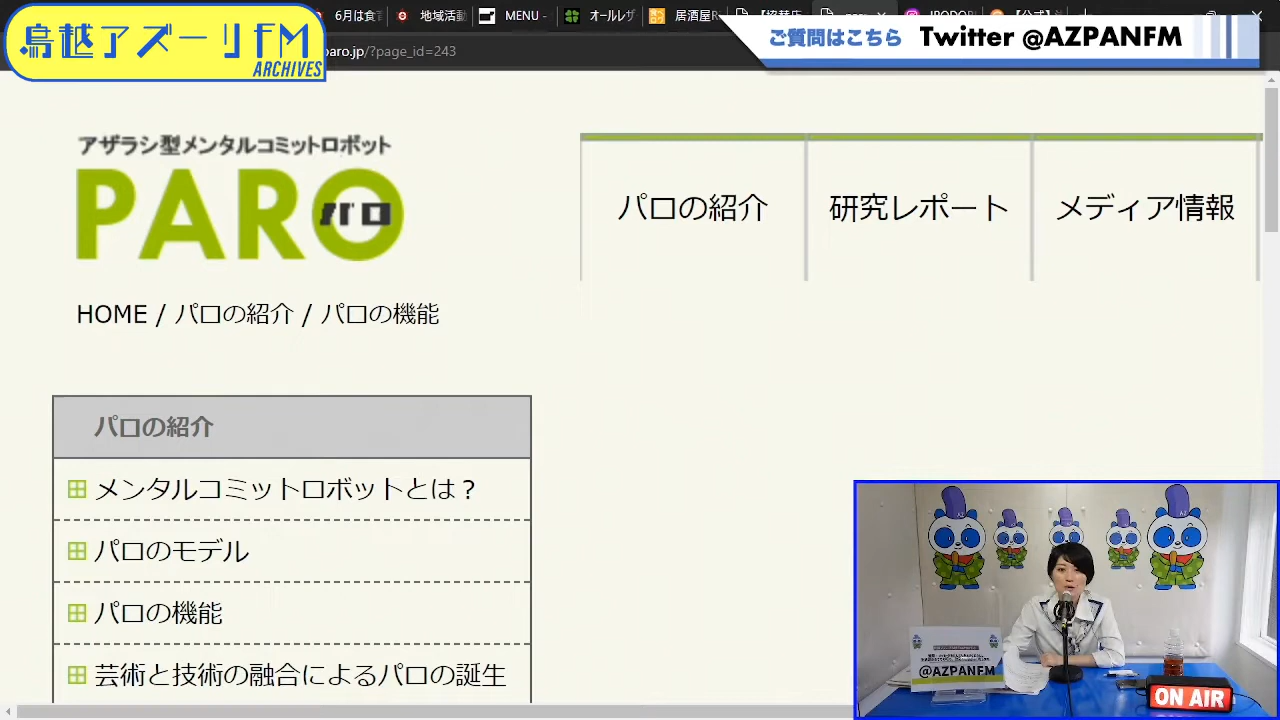 鳥越アズーリFM
ARCHIVES
6月は食
地域活動
MENU -
オールレザ
居酒屋R
paro.jp/?page_id=243
ご質問はこちら Twitter @AZPANFM
アザラシ型メンタルコミットロボット
PARO
パロ
パロの紹介
研究レポート
メディア情報
HOME / パロの紹介 / パロの機能
パロの紹介
メンタルコミットロボットとは？
パロのモデル
パロの機能
芸術と技術の融合によるパロの誕生
@AZPANFM
ON AIR